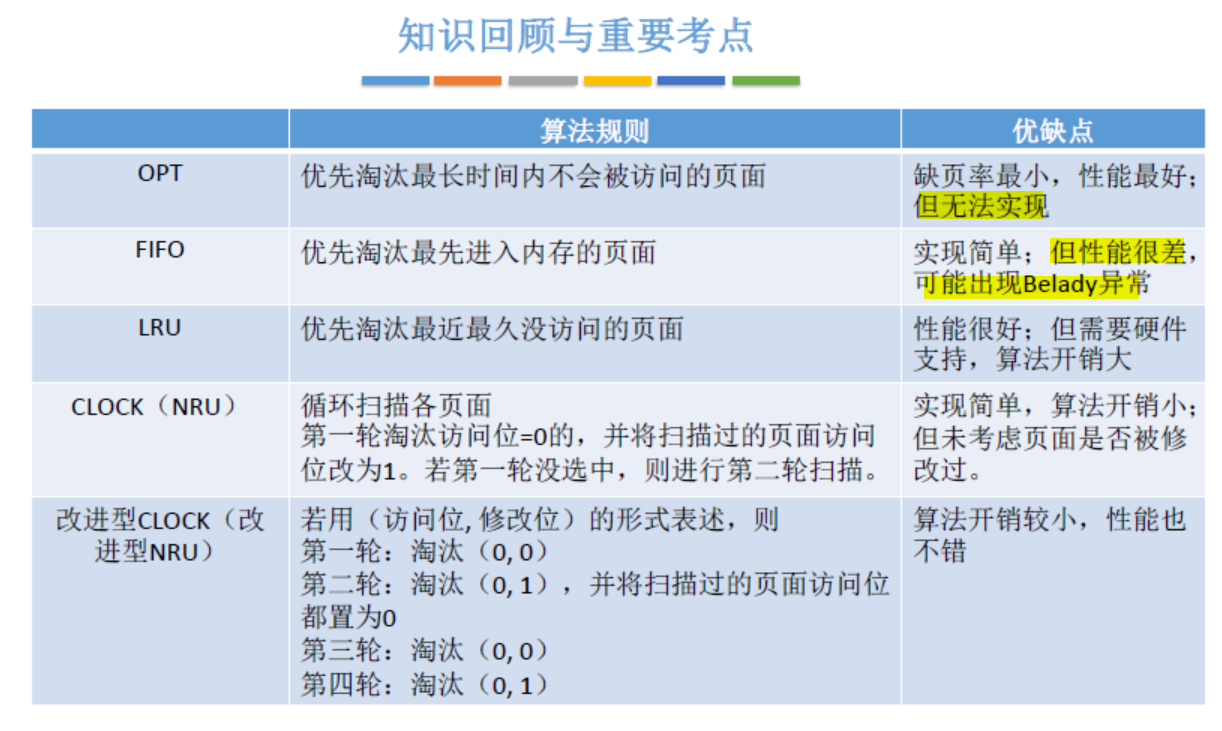 知识回顾与重要考点
算法规则
优缺点
OPT
优先淘汰最长时间内不会被访问的页面
缺页率最小，性能最好；
但无法实现
FIFO
优先淘汰最先进入内存的页面
实现简单；但性能很差，
可能出现Belady异常
LRU
优先淘汰最近最久没访问的页面
性能很好；但需要硬件
支持，算法开销大
CLOCK（NRU）
循环扫描各页面
第一轮淘汰访问位=0的，并将扫描过的页面访问
位改为1。若第一轮没选中，则进行第二轮扫描。
实现简单，算法开销小；
但未考虑页面是否被修
改过。
改进型CLOCK（改
进型NRU）
若用（访问位, 修改位）的形式表述，则
第一轮：淘汰（0, 0）
第二轮：淘汰（0, 1），并将扫描过的页面访问位
都置为0
第三轮：淘汰（0, 0）
第四轮：淘汰（0, 1）
算法开销较小，性能也
不错